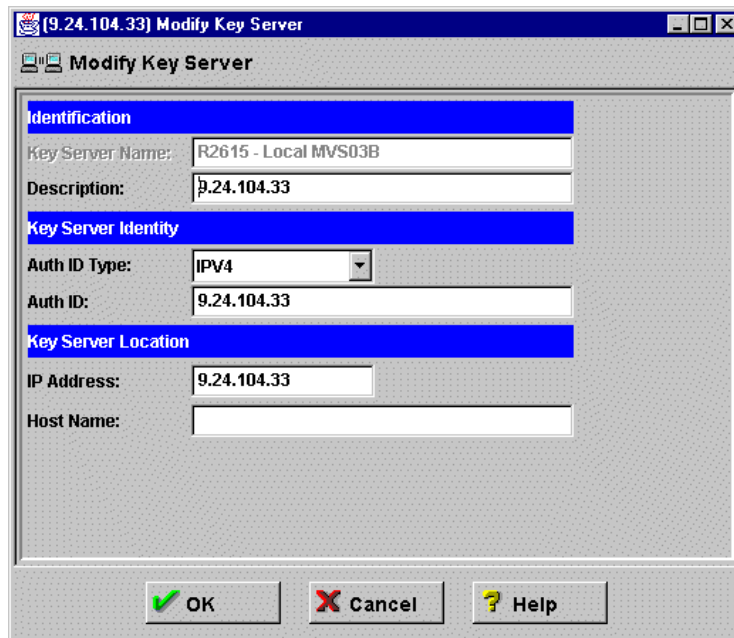 (9.24.104.33) Modify Key Server
Modify Key Server
Identification
Key Server Name: R2615 - Local MVS03B
Description: 9.24.104.33
Key Server Identity
Auth ID Type: IPV4
Auth ID: 9.24.104.33
Key Server Location
IP Address: 9.24.104.33
Host Name:
OK Cancel Help